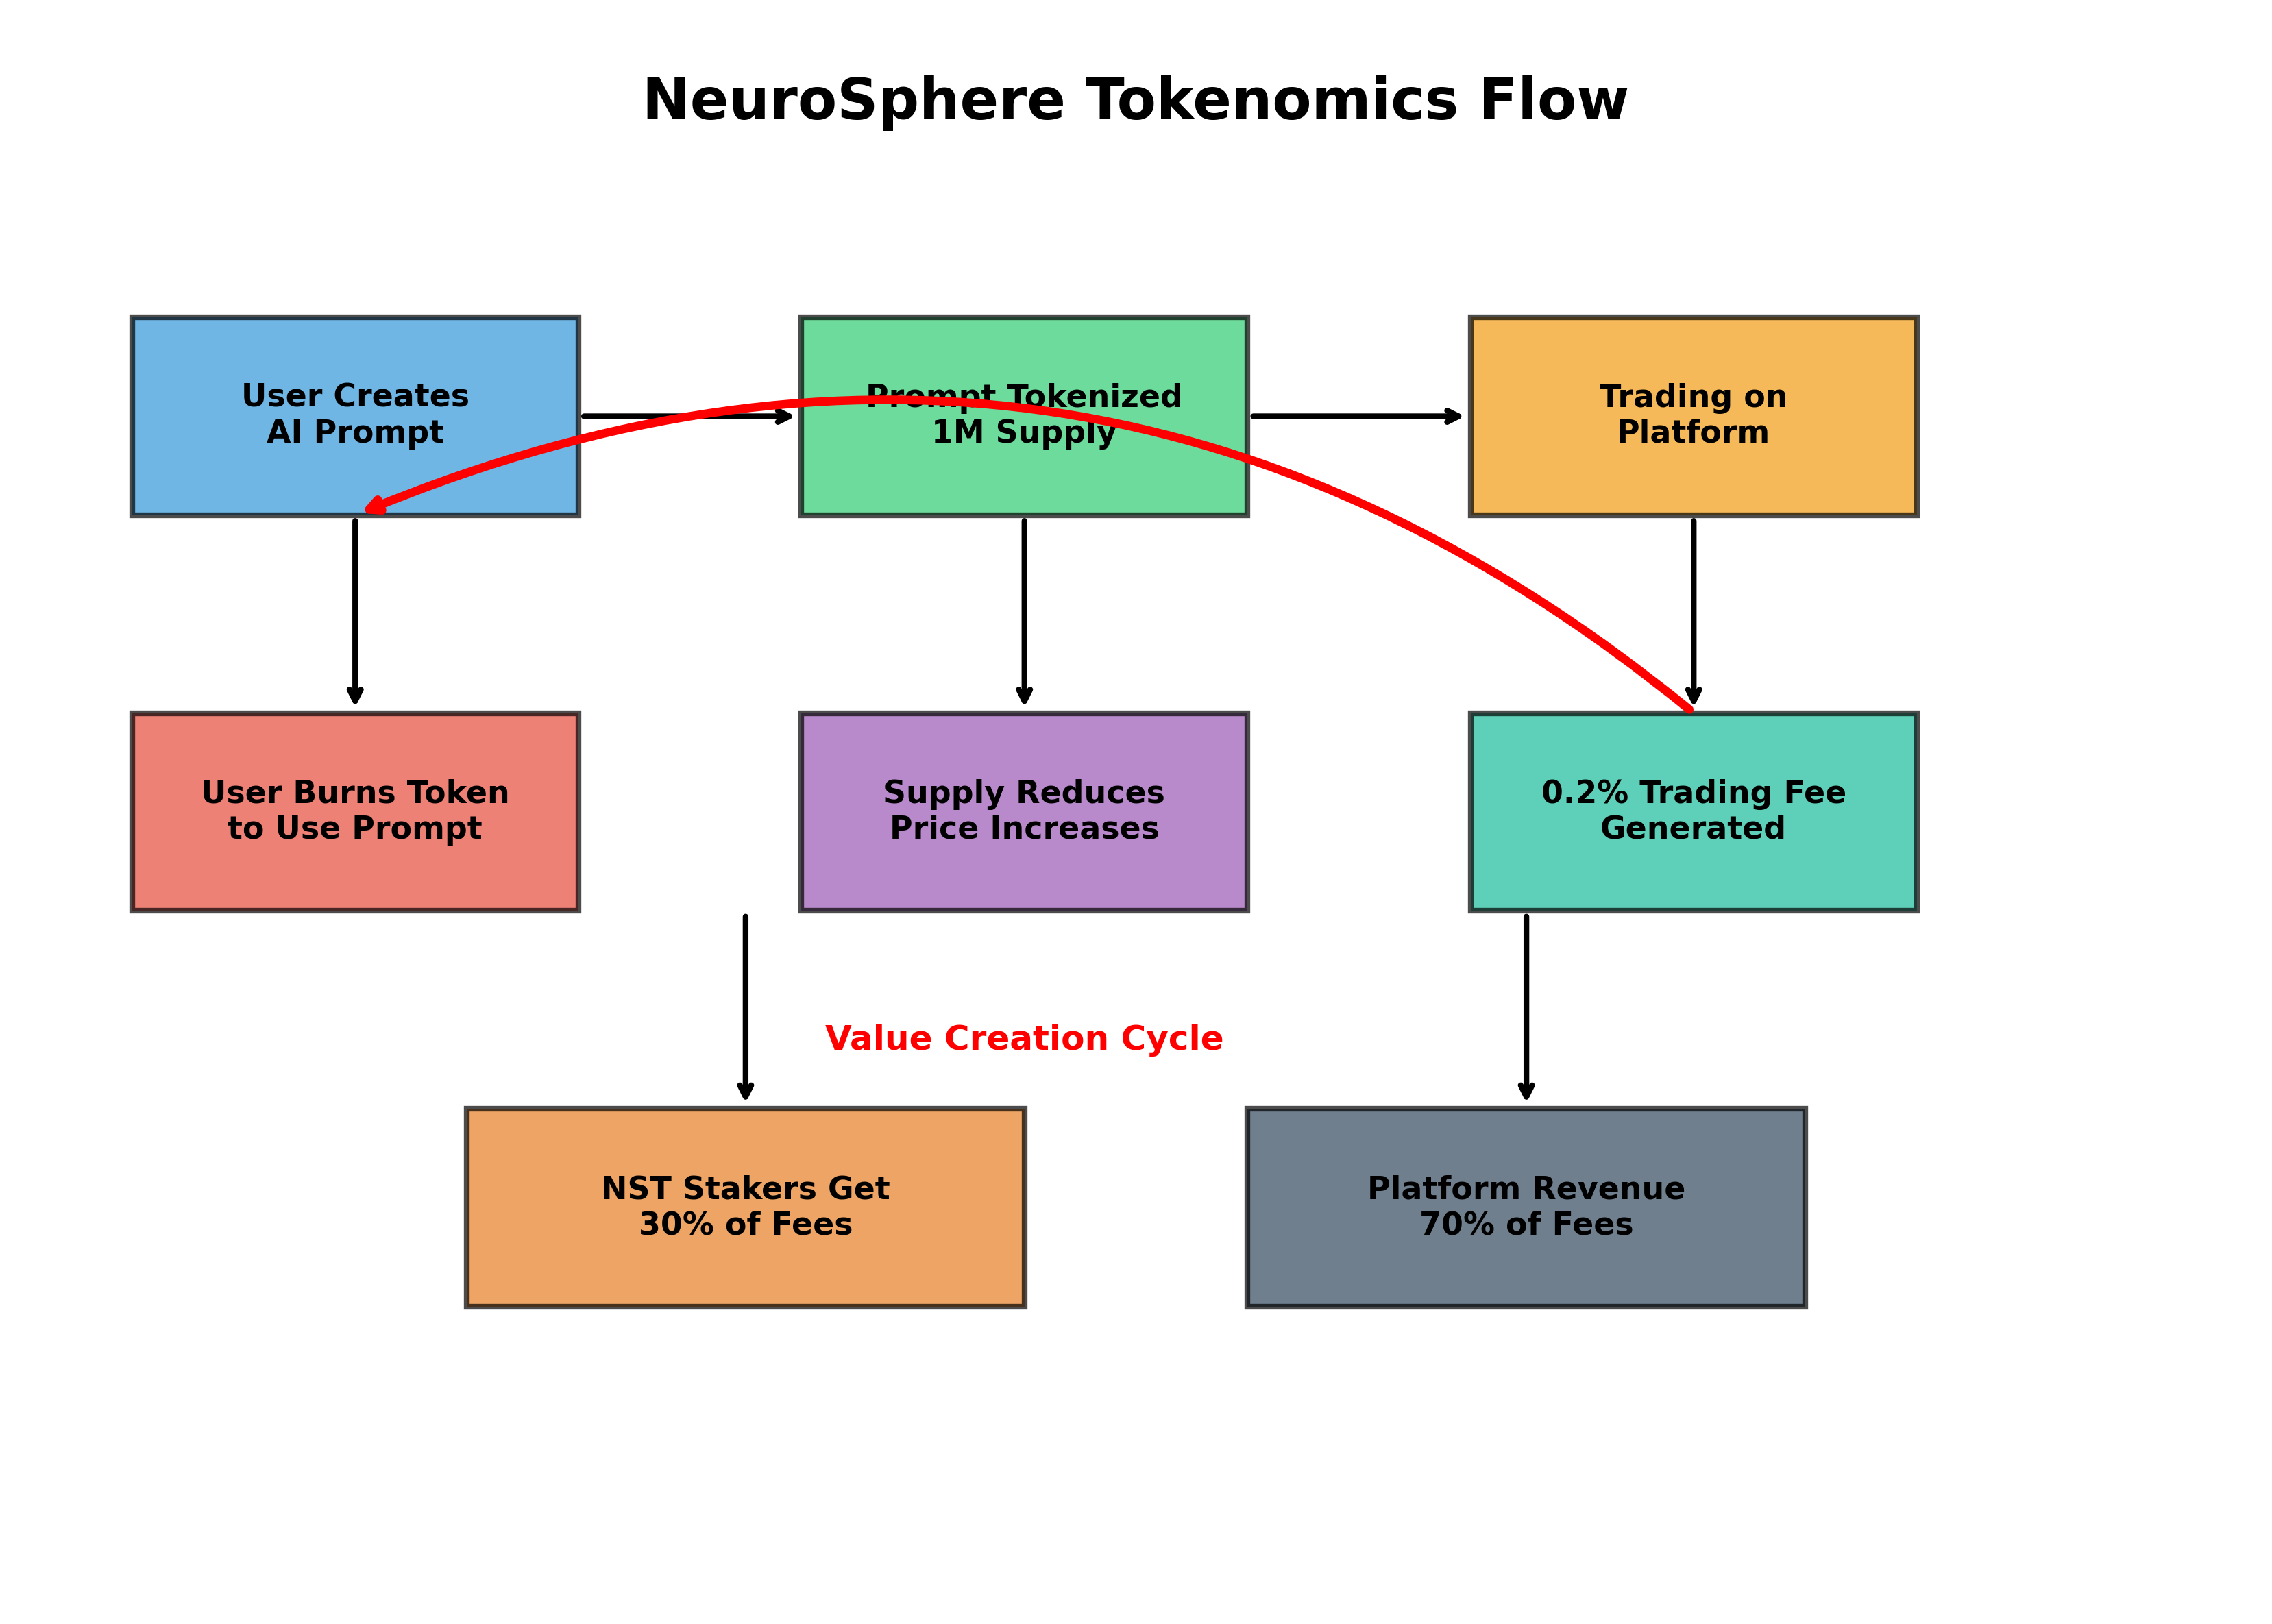 NeuroSphere Tokenomics Flow
User Creates
AI Prompt
Prompt Tokenized
1M Supply
Trading on
Platform
User Burns Token
to Use Prompt
Supply Reduces
Price Increases
0.2% Trading Fee
Generated
Value Creation Cycle
NST Stakers Get
30% of Fees
Platform Revenue
70% of Fees